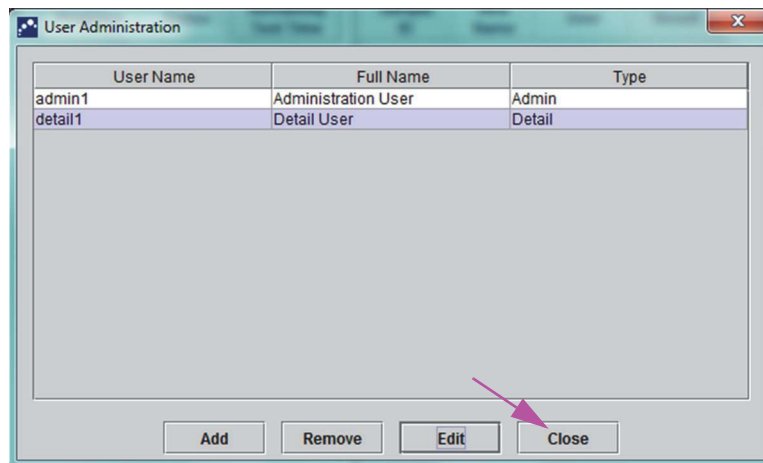 User Administration
User Name Full Name Type
admin1 Administration User Admin
detail1 Detail User Detail
Add Remove Edit Close